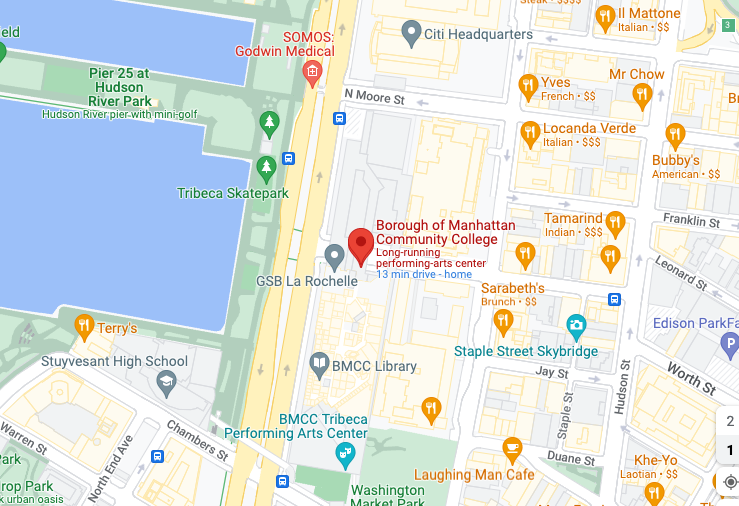 Steak • $$$$
Il Mattone
Italian • $$
Citi Headquarters
SOMOS:
Godwin Medical
3
Pier 25 at
Hudson
River Park
Hudson River pier with mini-golf
N Moore St
Yves
French • $$
Mr Chow
Locanda Verde
Italian • $$$
Bubby's
American • $$
Tribeca Skatepark
Borough of Manhattan
Community College
Long-running
performing-arts center
13 min drive - home
Tamarind
Indian • $$$
Franklin St
GSB La Rochelle
Leonard St
Sarabeth's
Brunch • $$
Terry's
Edison ParkFa
P
Stuyvesant High School
BMCC Library
Staple Street Skybridge
Jay St
Worth St
Hudson St
Staple St
BMCC Tribeca
Performing Arts Center
Chambers St
Warren St
North End Ave
Duane St
2
1
Laughing Man Cafe
Khe-Yo
Laotian • $$
Park
rop Park
k urban oasis
Washington
Market Park